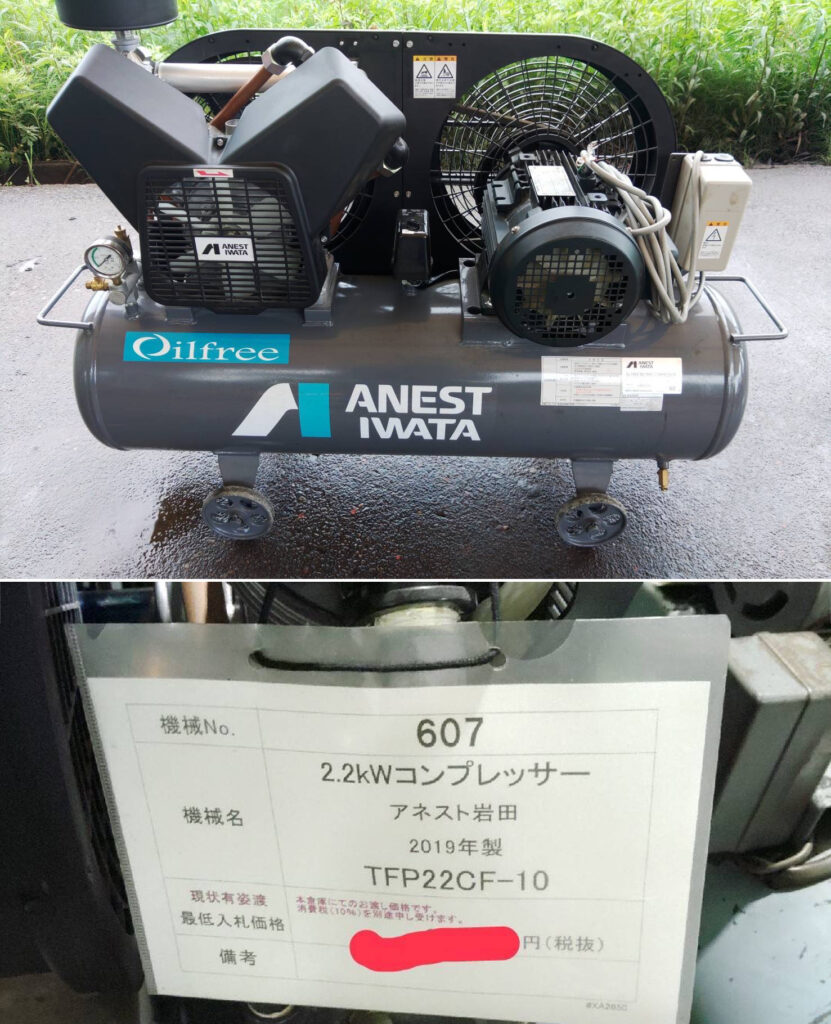 ANEST
IWATA
Oilfree
ANEST
IWATA
ANEST
IWATA
機械No.
607
機械名
2.2kWコンプレッサー
アネスト岩田
2019年製
TFP22CF-10
現状有姿渡
最低入札価格
本倉庫にてのお渡し価格です。
消費税(10%)を別途申し受けます。
円(税抜)
備考